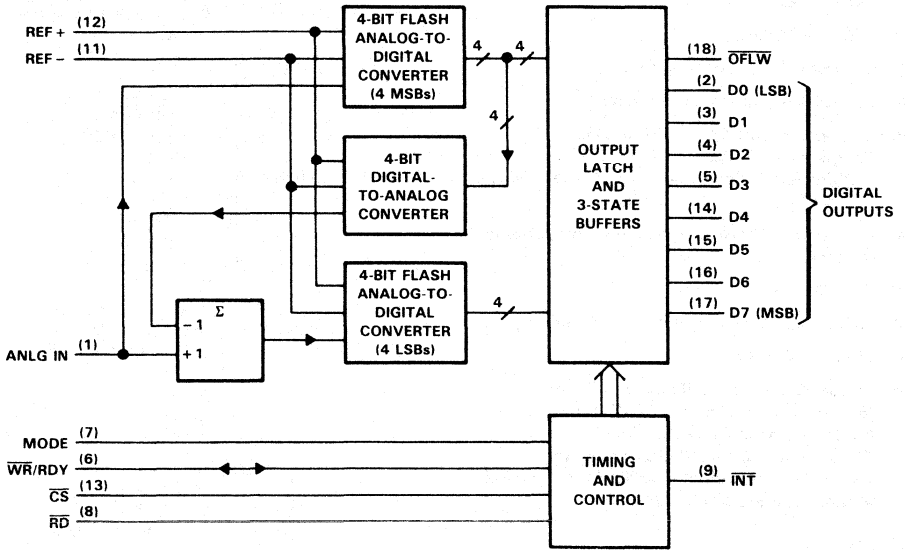 REF + (12)
REF - (11)
4-BIT FLASH
ANALOG-TO-
DIGITAL
CONVERTER
(4 MSBs)
4
4
4
4-BIT
DIGITAL-
TO-ANALOG
CONVERTER
4-BIT FLASH
ANALOG-TO-
DIGITAL
CONVERTER
(4 LSBs)
4
Σ
- 1
+ 1
ANLG IN (1)
OUTPUT
LATCH
AND
3-STATE
BUFFERS
(18) OFLW
(2) D0 (LSB)
(3) D1
(4) D2
(5) D3
(14) D4
(15) D5
(16) D6
(17) D7 (MSB)
DIGITAL
OUTPUTS
MODE (7)
WR/RDY (6)
CS (13)
RD (8)
TIMING
AND
CONTROL
(9) INT